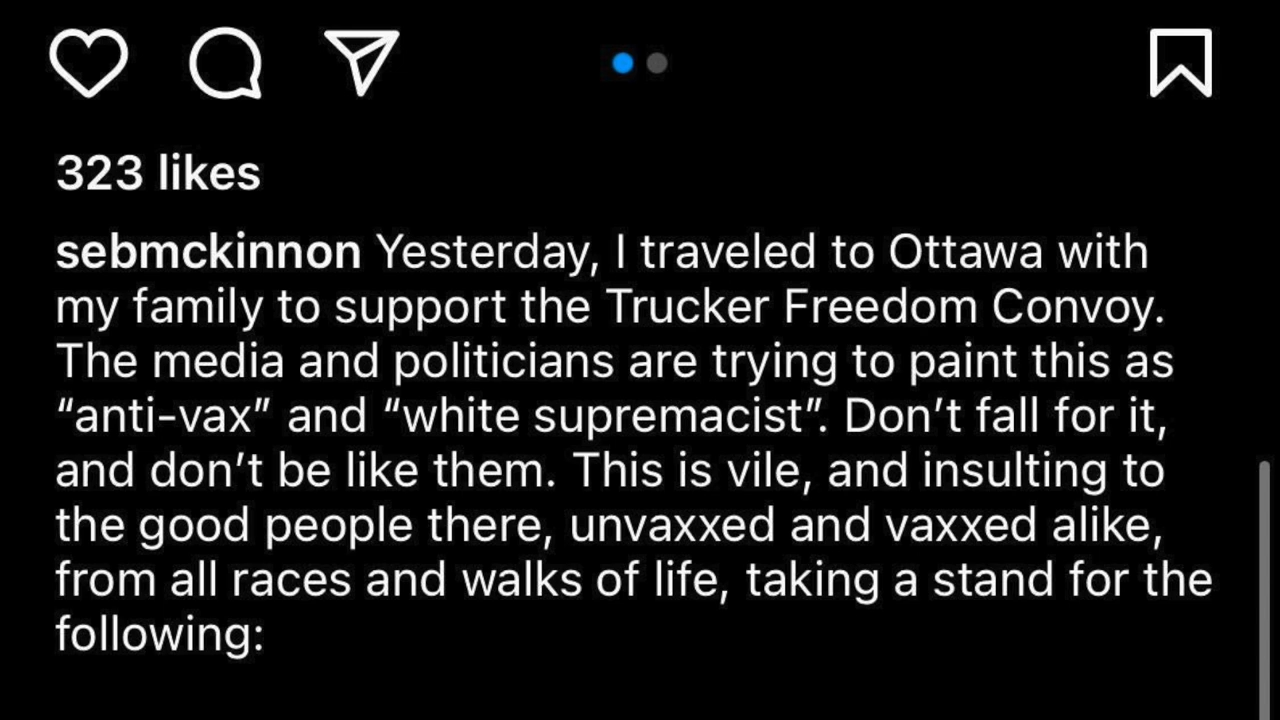 323 likes
sebmckinnon Yesterday, I traveled to Ottawa with
my family to support the Trucker Freedom Convoy.
The media and politicians are trying to paint this as
“anti-vax” and “white supremacist”. Don’t fall for it,
and don’t be like them. This is vile, and insulting to
the good people there, unvaxxed and vaxxed alike,
from all races and walks of life, taking a stand for the
following: